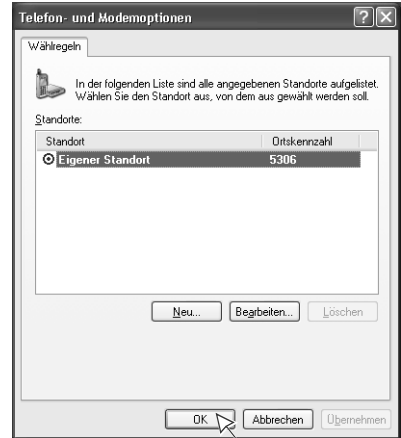 Telefon- und Modemoptionen
Wählregeln
In der folgenden Liste sind alle angegebenen Standorte aufgelistet.
Wählen Sie den Standort aus, von dem aus gewählt werden soll.
Standorte:
Standort Ortskennzahl
Eigener Standort 5306
Neu... Bearbeiten... Löschen
OK Abbrechen Übernehmen